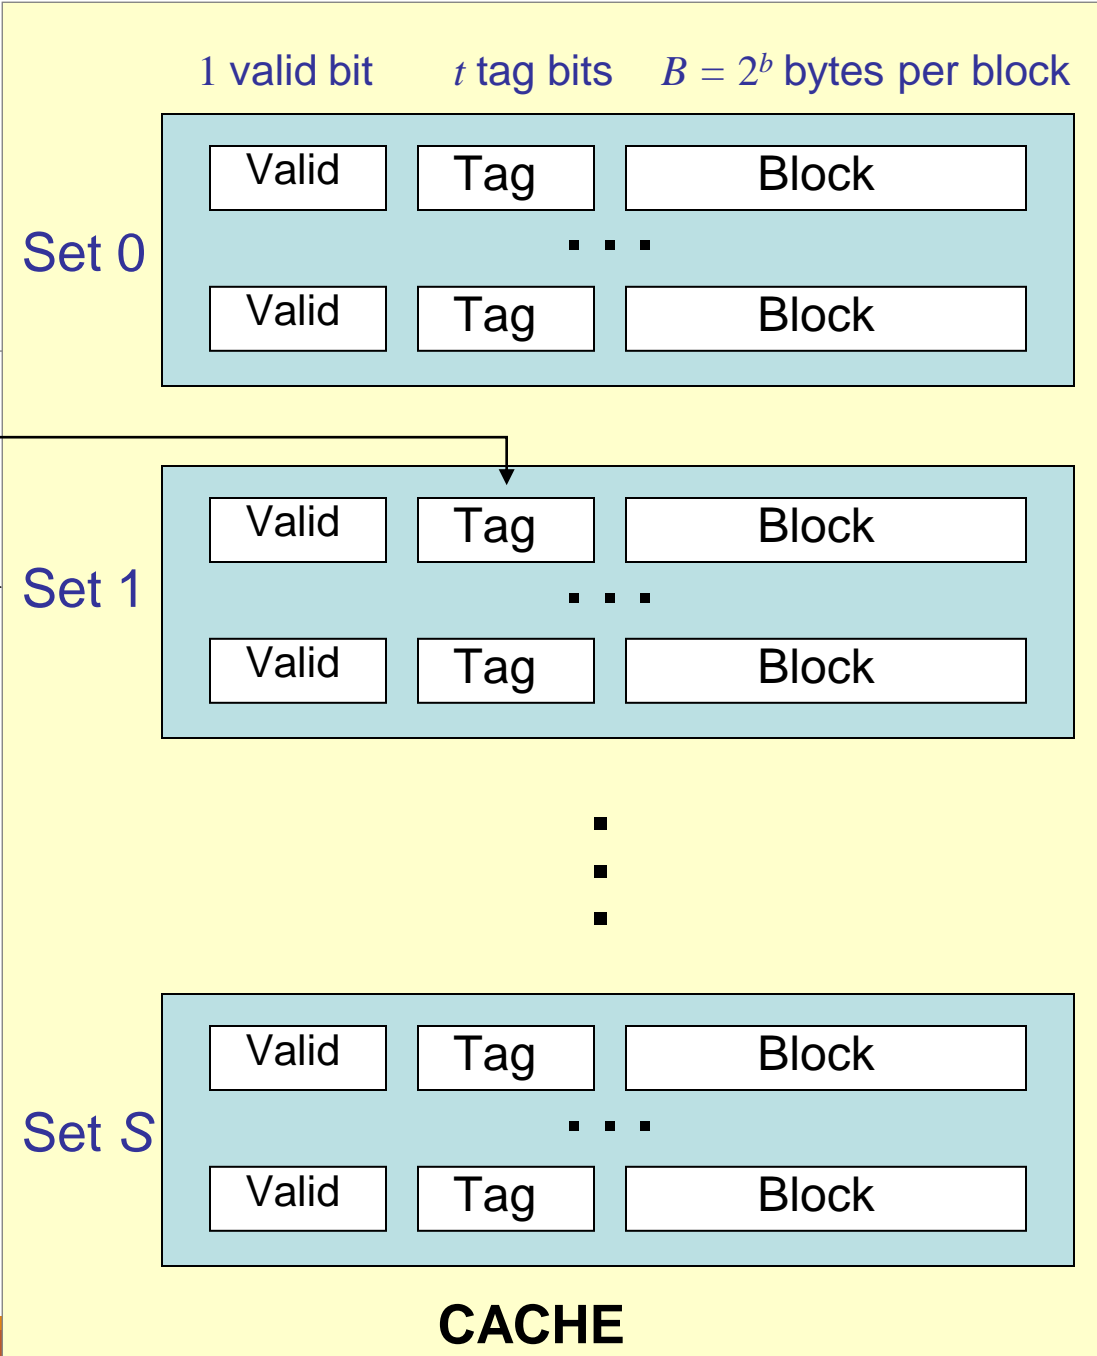 1 valid bit t tag bits B = 2^b bytes per block
Valid Tag Block
Set 0 . . .
Valid Tag Block
Valid Tag Block
Set 1 . . .
Valid Tag Block
.
.
.
Valid Tag Block
Set S . . .
Valid Tag Block
CACHE